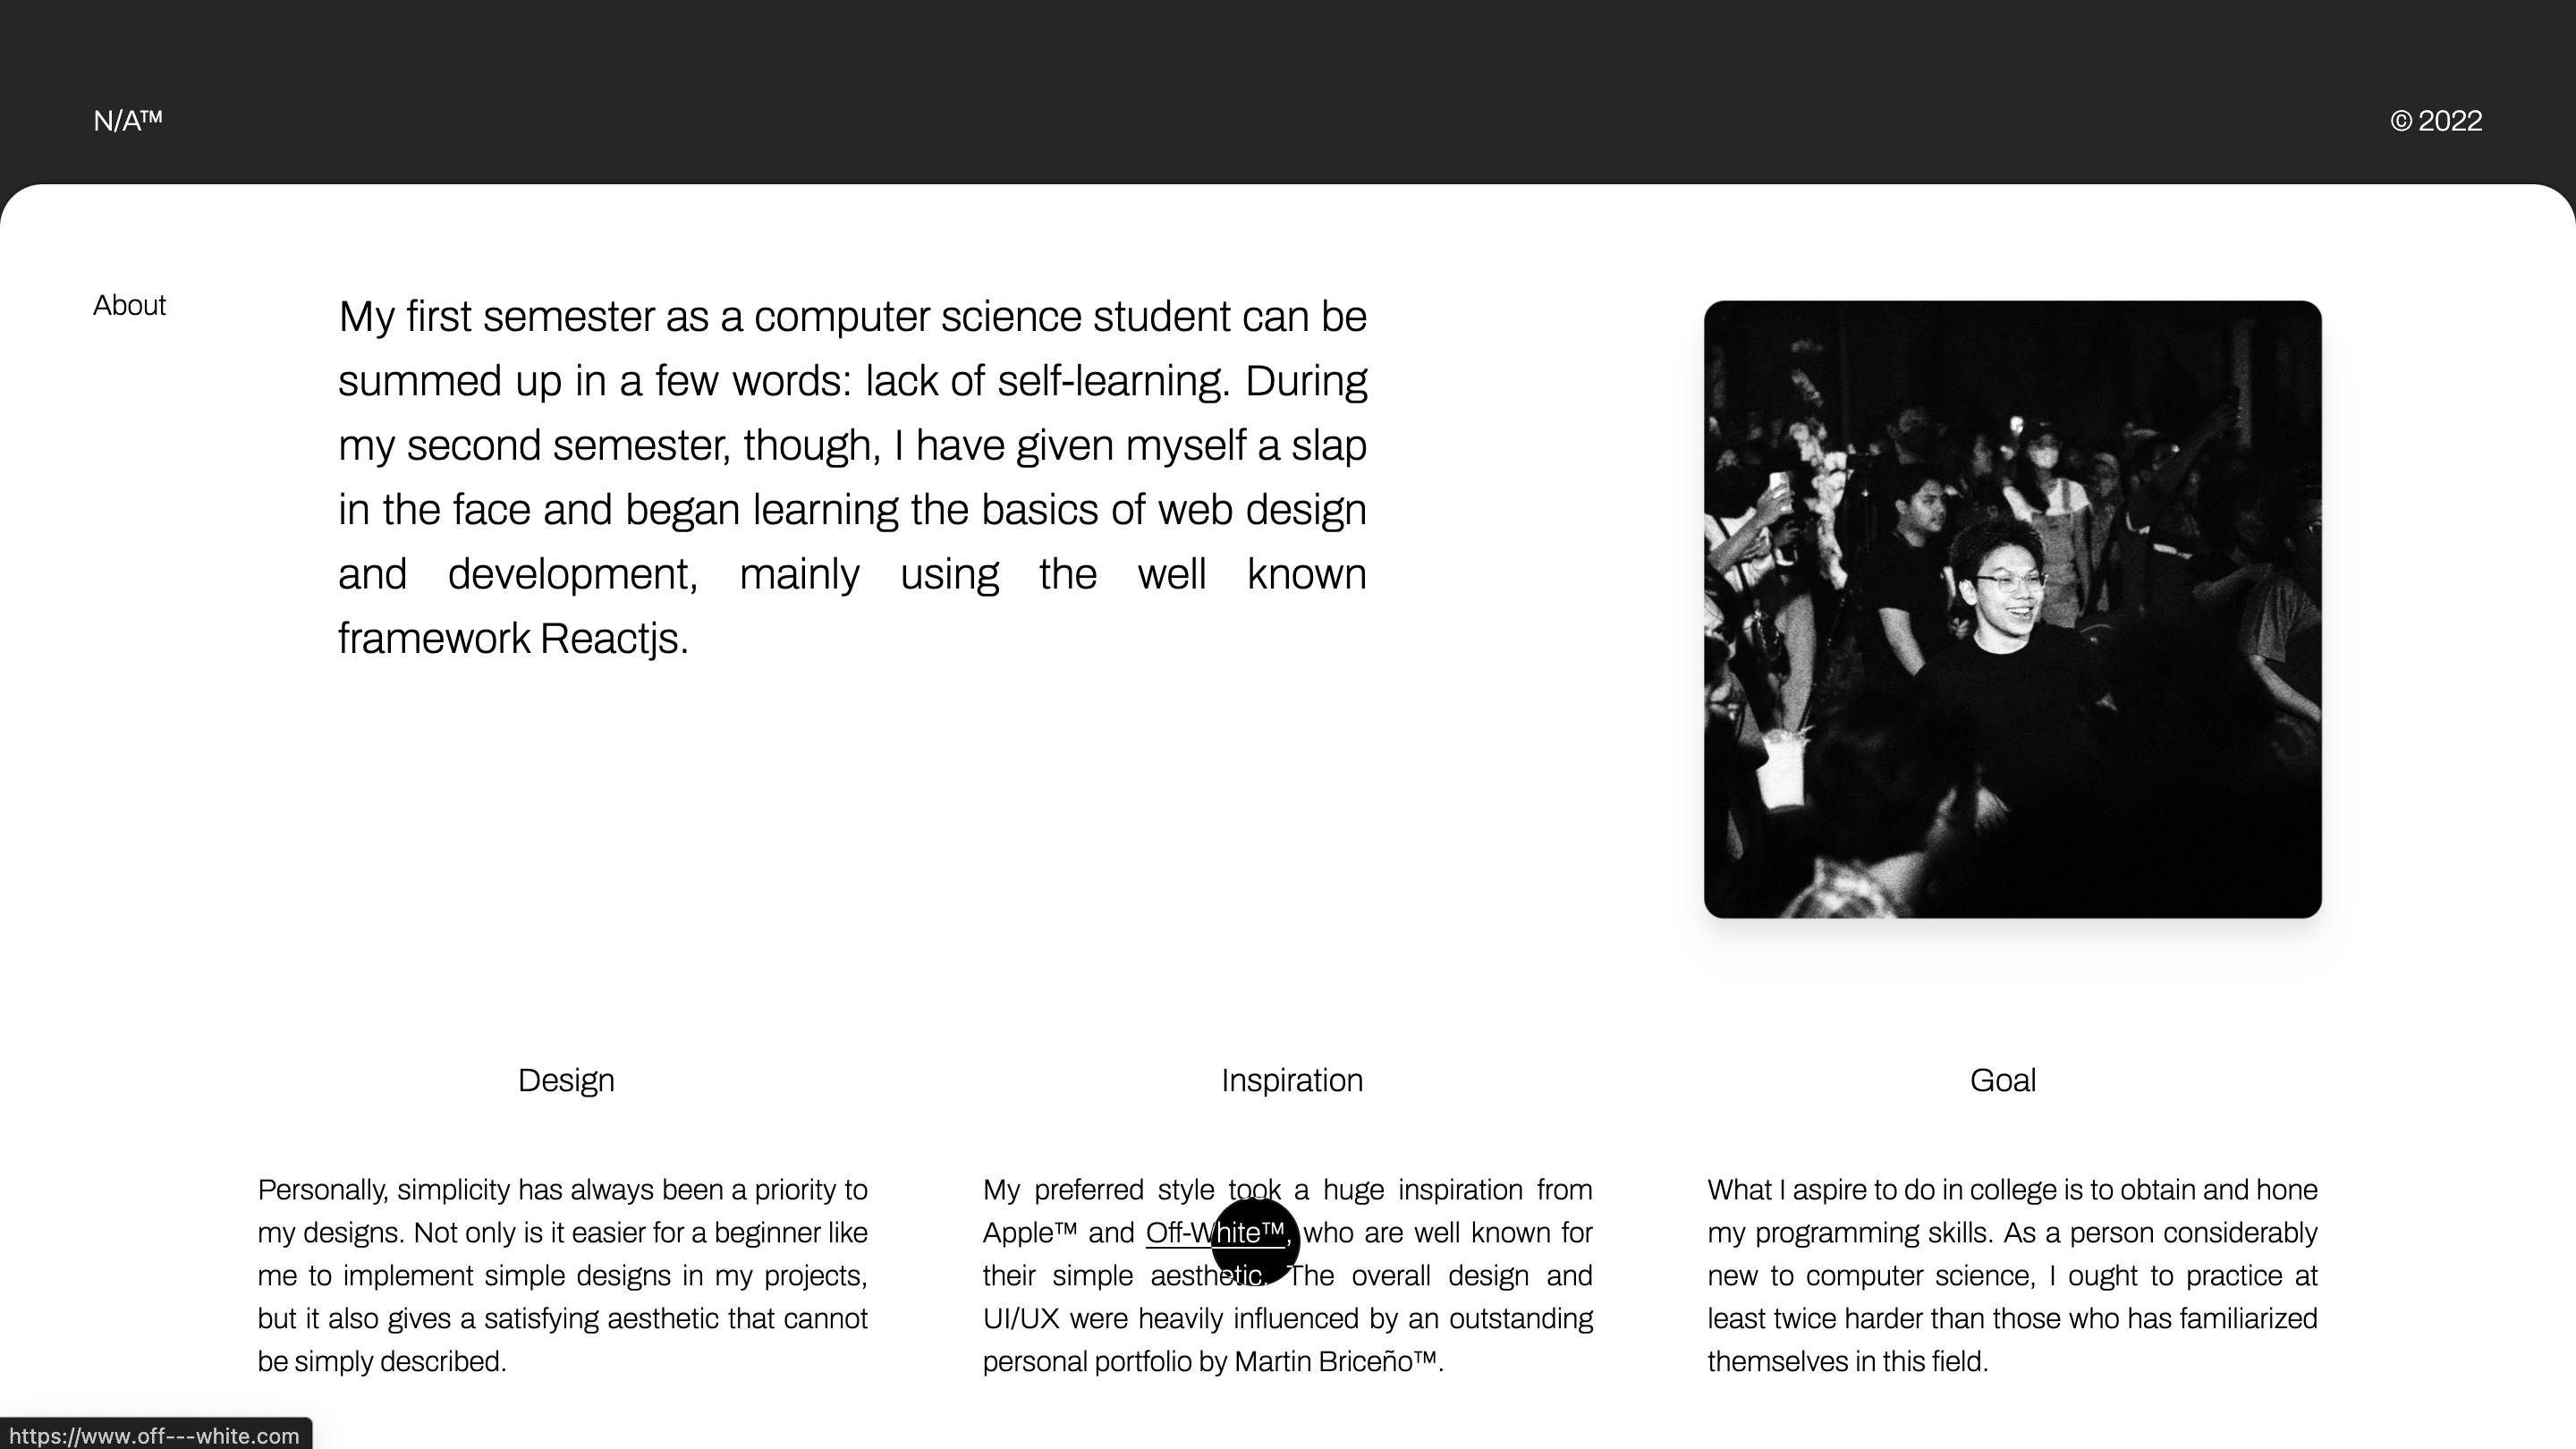 N/A™
© 2022
About
My first semester as a computer science student can be
summed up in a few words: lack of self-learning. During
my second semester, though, I have given myself a slap
in the face and began learning the basics of web design
and development, mainly using the well known
framework Reactjs.
Design
Personally, simplicity has always been a priority to
my designs. Not only is it easier for a beginner like
me to implement simple designs in my projects,
but it also gives a satisfying aesthetic that cannot
be simply described.
Inspiration
My preferred style took a huge inspiration from
Apple™ and Off-White™, who are well known for
their simple aesthetic. The overall design and
UI/UX were heavily influenced by an outstanding
personal portfolio by Martin Briceño™.
Goal
What I aspire to do in college is to obtain and hone
my programming skills. As a person considerably
new to computer science, I ought to practice at
least twice harder than those who has familiarized
themselves in this field.
https://www.off---white.com